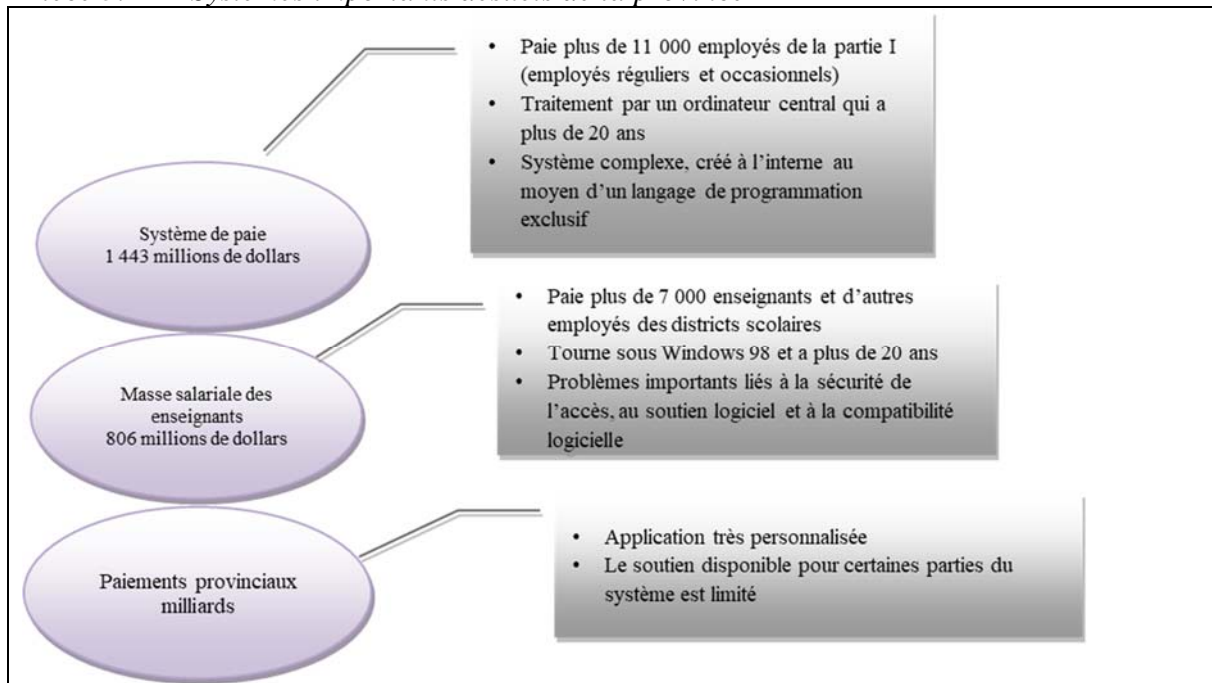 • Paie plus de 11 000 employés de la partie I
(employés réguliers et occasionnels)
• Traitement par un ordinateur central qui a
plus de 20 ans
• Système complexe, créé à l'interne au
moyen d'un langage de programmation
exclusif
Système de paie
1 443 millions de dollars
• Paie plus de 7 000 enseignants et d'autres
employés des districts scolaires
• Tourne sous Windows 98 et a plus de 20 ans
• Problèmes importants liés à la sécurité de
l'accès, au soutien logiciel et à la compatibilité
logicielle
Masse salariale des
enseignants
806 millions de dollars
• Application très personnalisée
• Le soutien disponible pour certaines parties du
système est limité
Paiements provinciaux
milliards